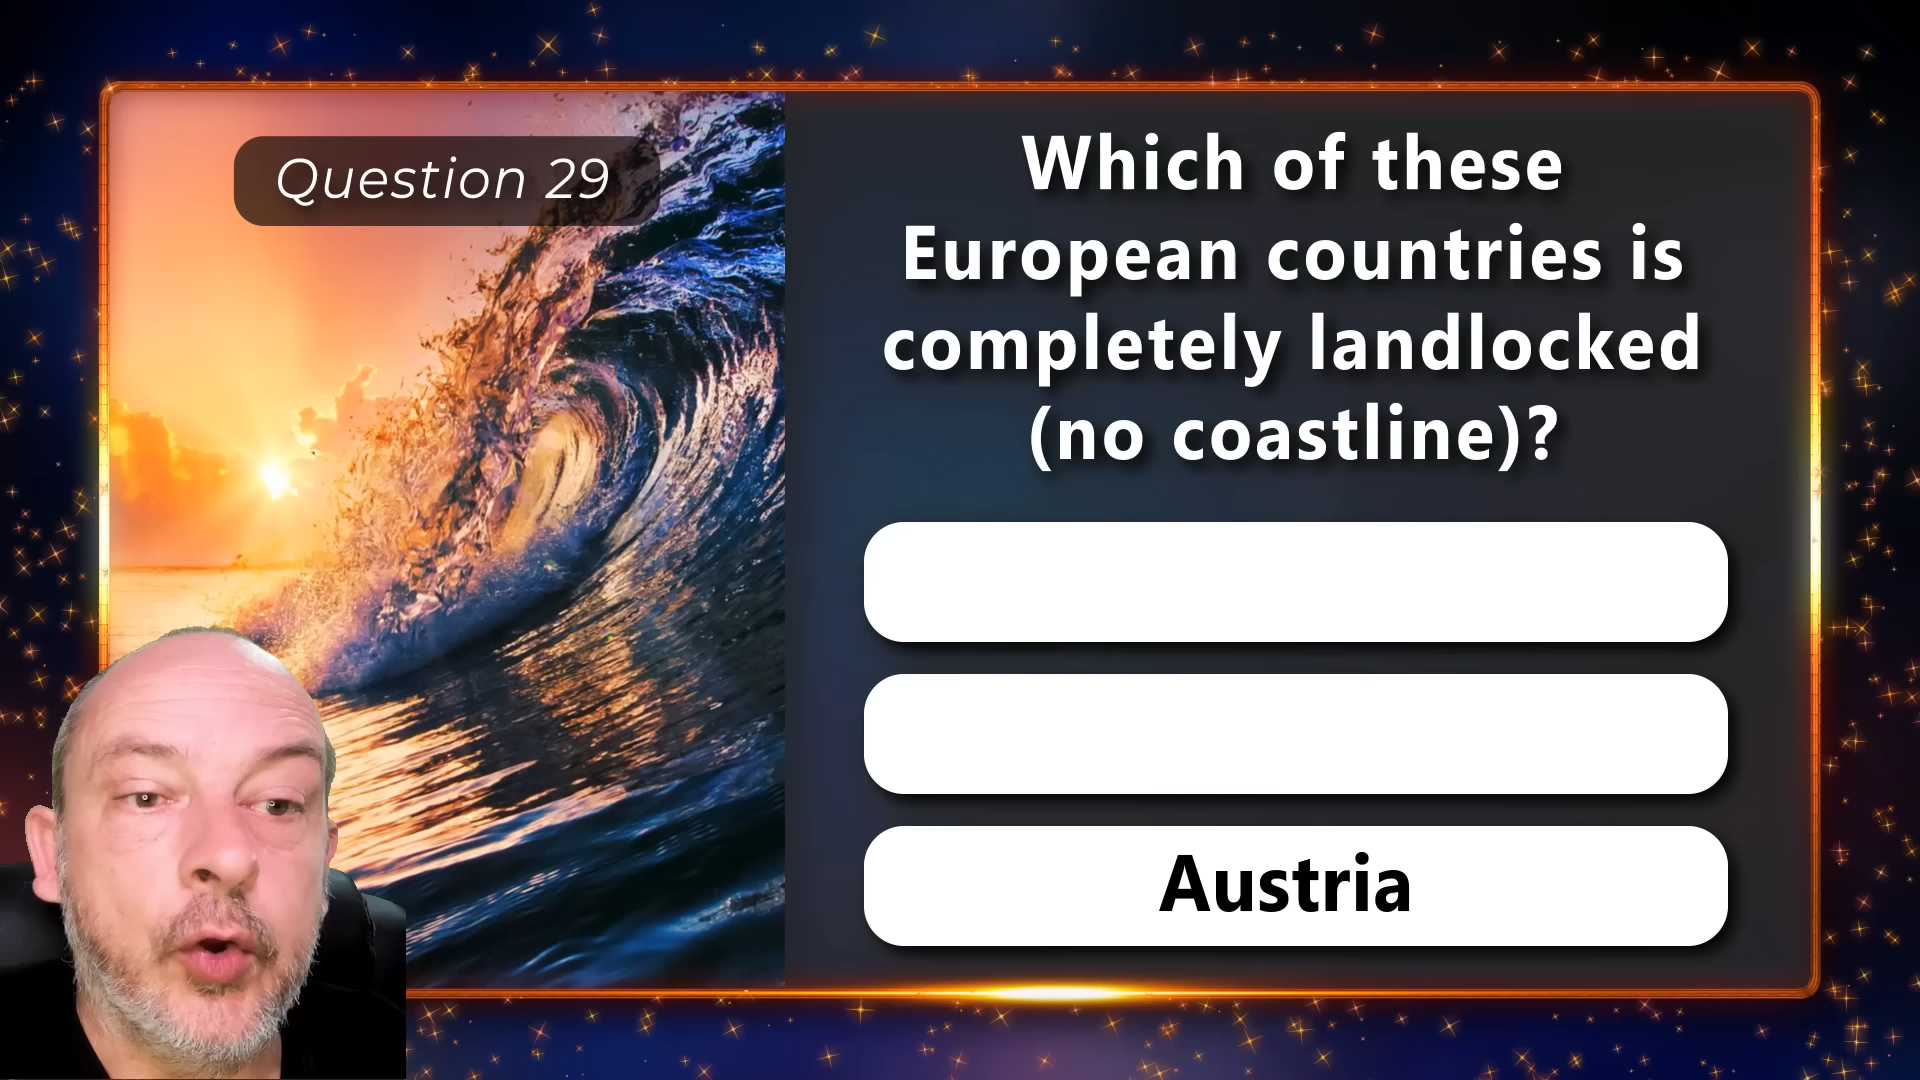 Question 29
Which of these
European countries is
completely landlocked
(no coastline)?
Austria